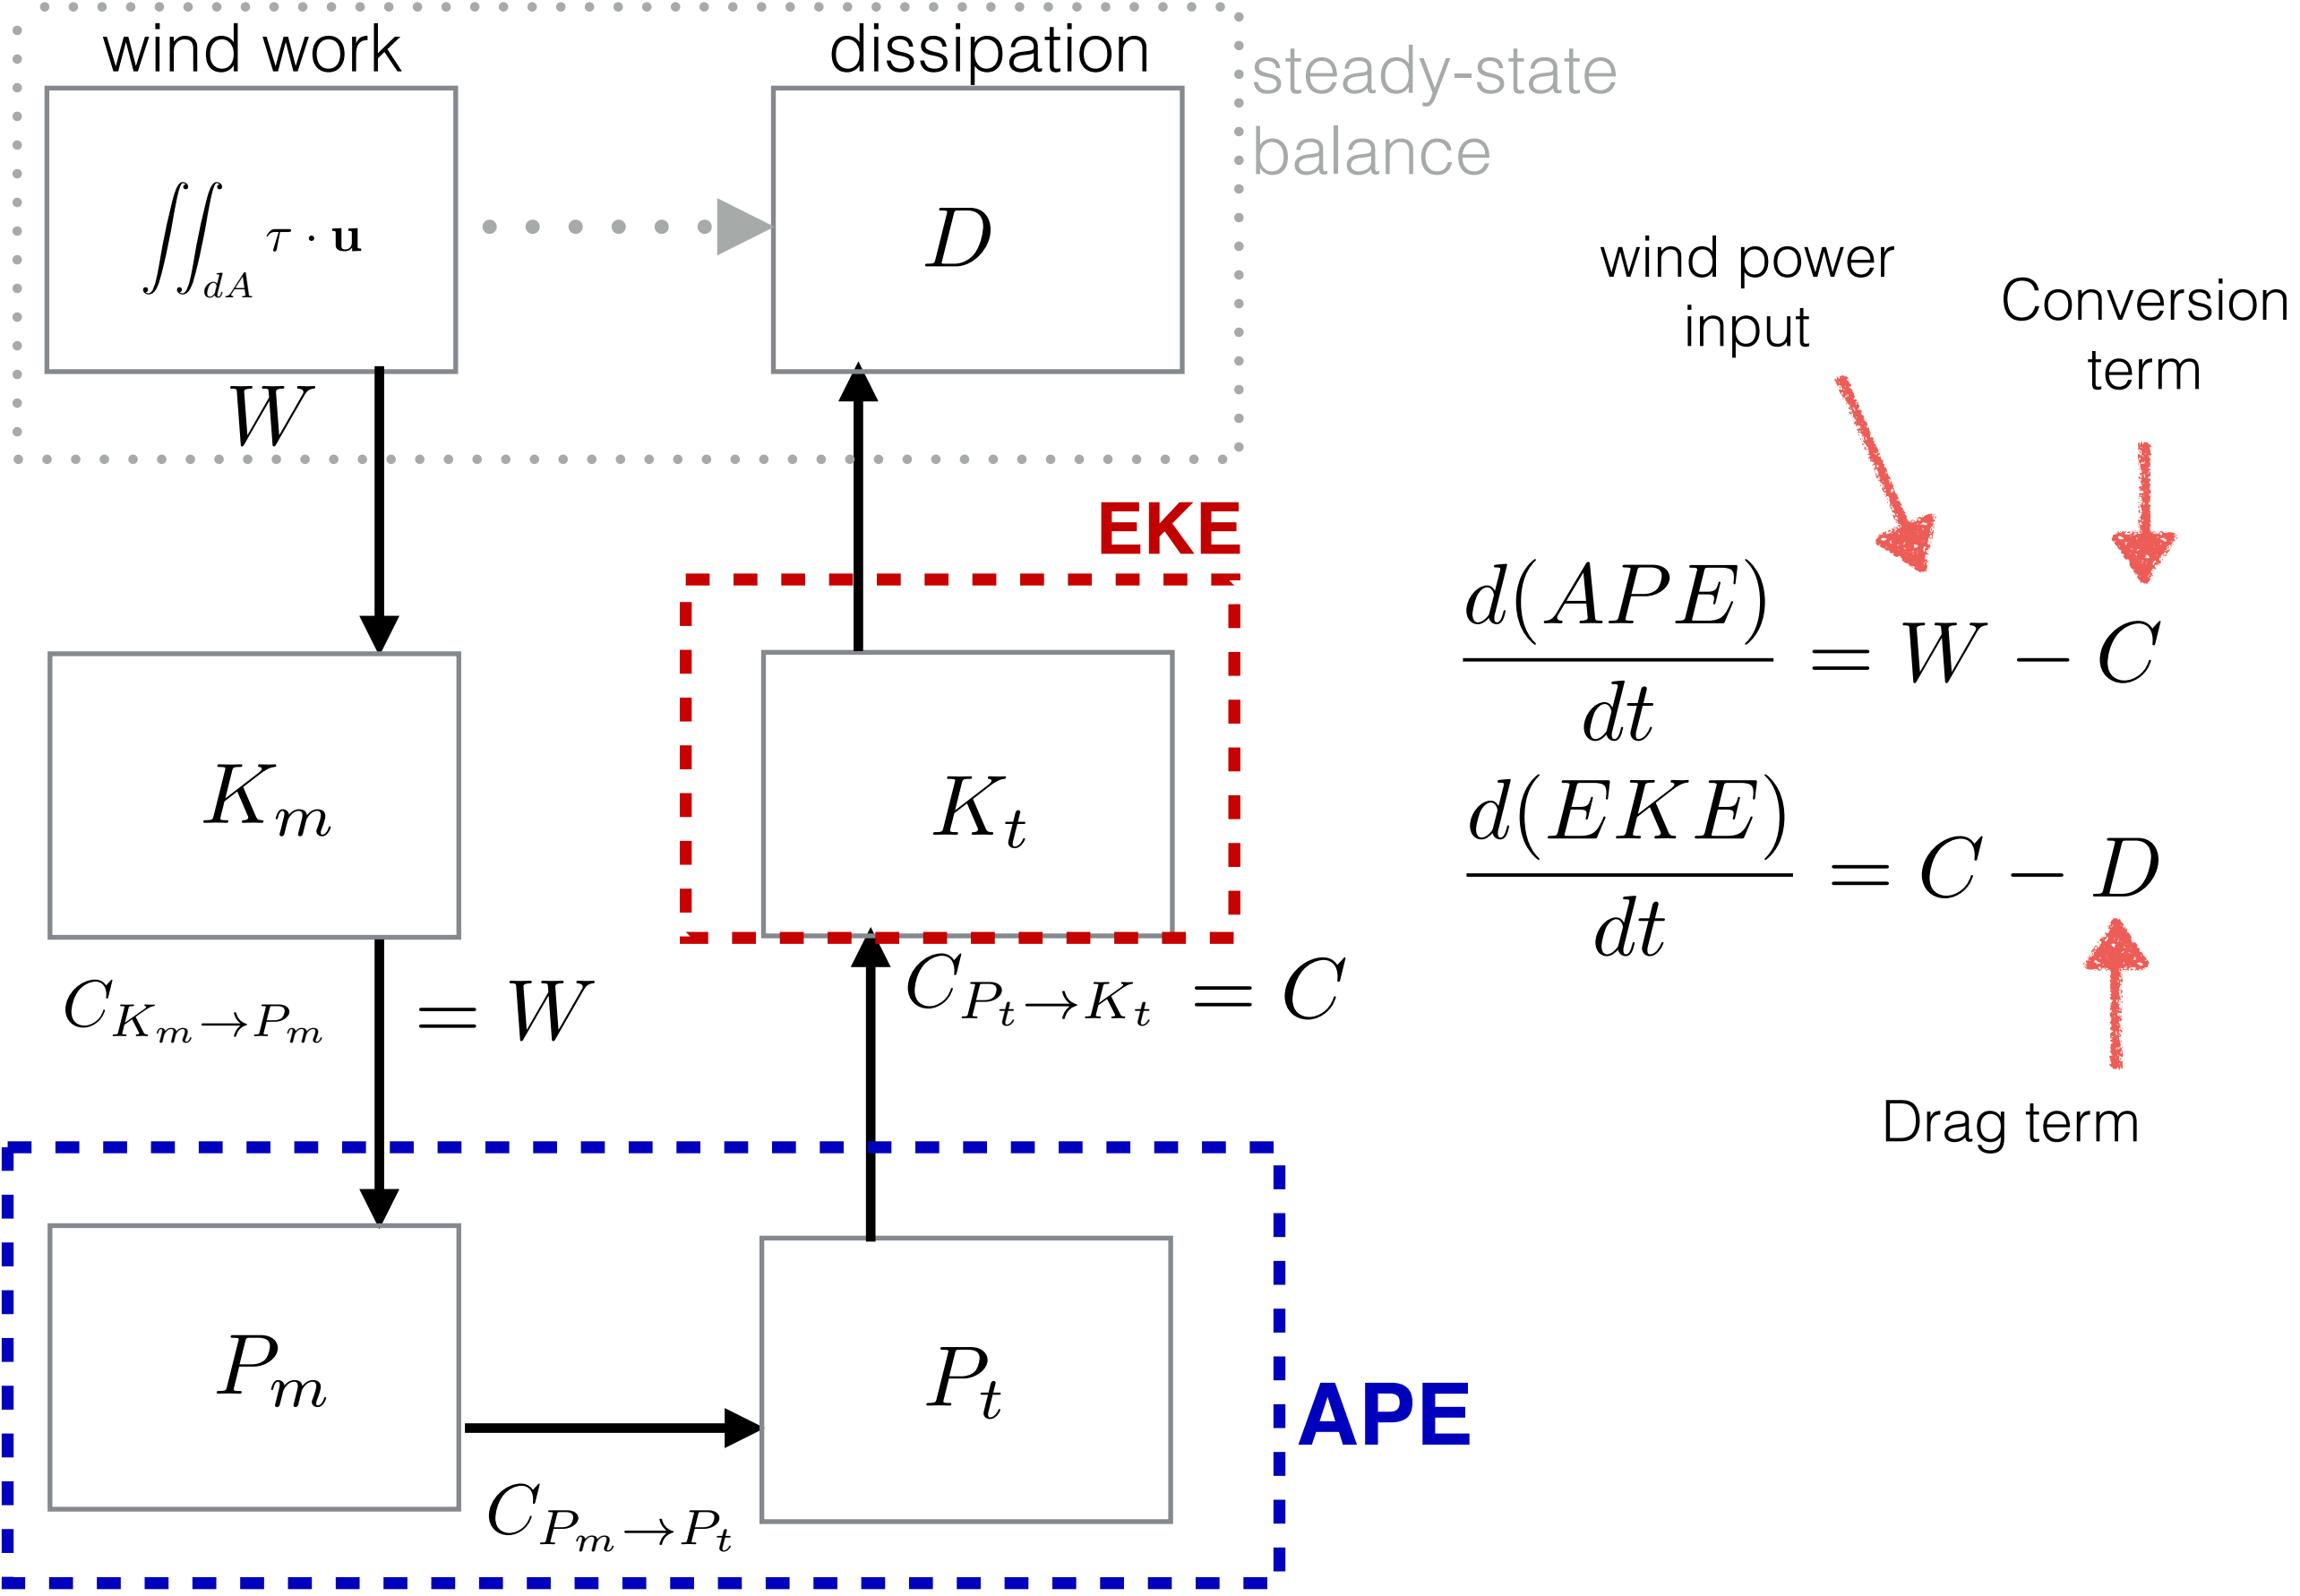 wind work
dissipation
steady-state
balance
∬_{dA} τ · u
D
W
wind power
input
Conversion
term
EKE
K_m
K_t
d(APE)/dt = W − C
d(EKE)/dt = C − D
C_{K_m→P_m} = W
C_{P_t→K_t} = C
Drag term
P_m
P_t
APE
C_{P_m→P_t}